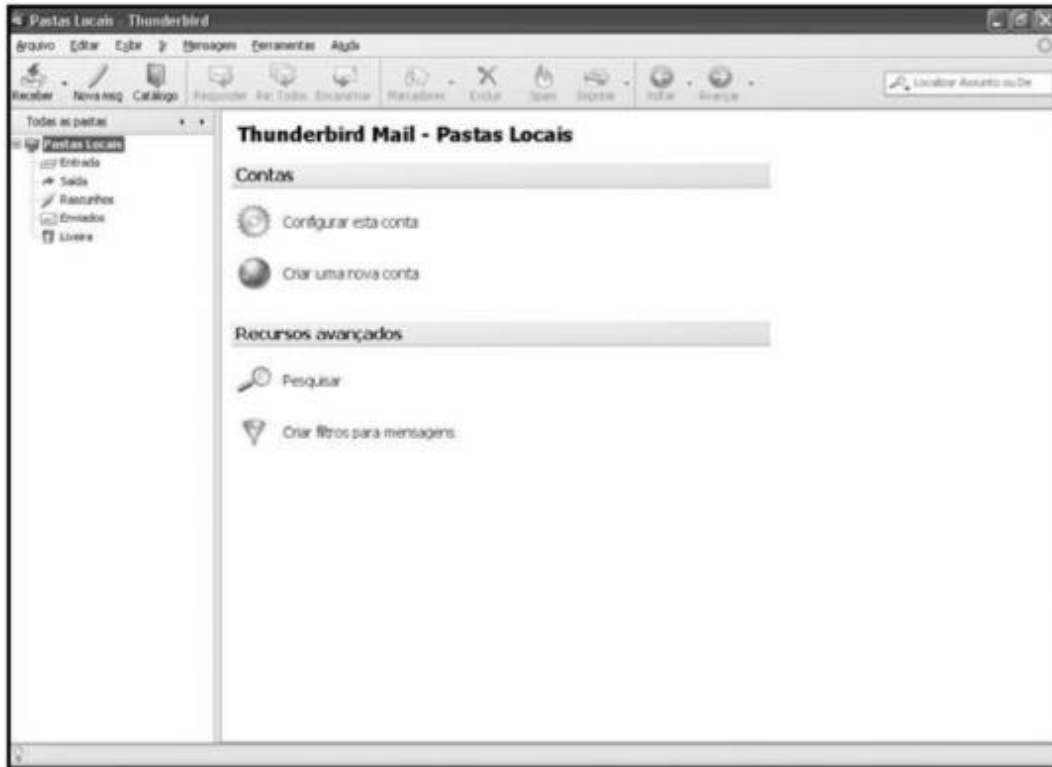 Pastas Locais - Thunderbird
Arquivo Editar Exibir Ir Mensagem Ferramentas Ajuda
Receber Nova msg Catálogo Responder Re: Todos Encaminhar Marcadores Excluir Spam Imprimir Voltar Avançar Localizar Assunto ou De
Todas as pastas
Pastas Locais
Entrada
Saída
Rascunhos
Enviados
Lixeira
Thunderbird Mail - Pastas Locais
Contas
Configurar esta conta
Criar uma nova conta
Recursos avançados
Pesquisar
Criar filtros para mensagens